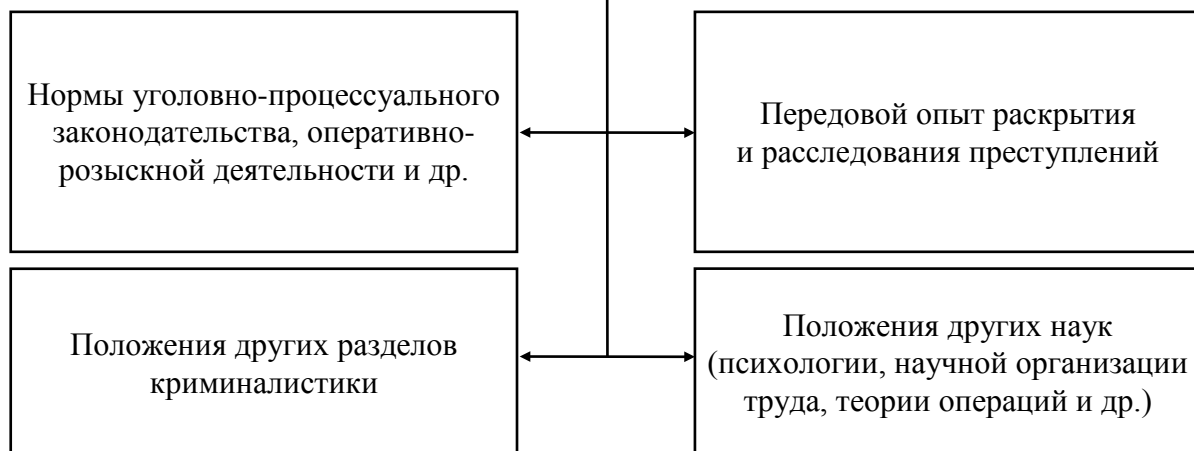 Нормы уголовно-процессуального
законодательства, оперативно-
розыскной деятельности и др.
Передовой опыт раскрытия
и расследования преступлений
Положения других разделов
криминалистики
Положения других наук
(психологии, научной организации
труда, теории операций и др.)